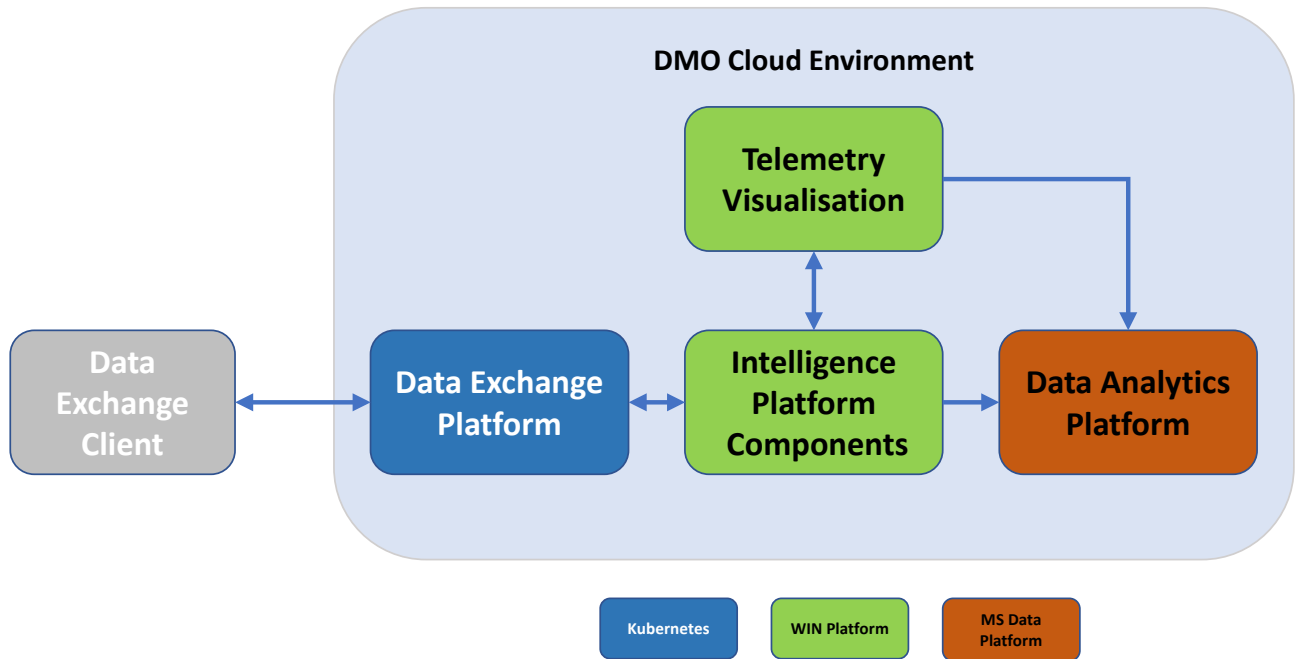 DMO Cloud Environment
Telemetry
Visualisation
Data
Exchange
Client
Data Exchange
Platform
Intelligence
Platform
Components
Data Analytics
Platform
Kubernetes
WIN Platform
MS Data
Platform